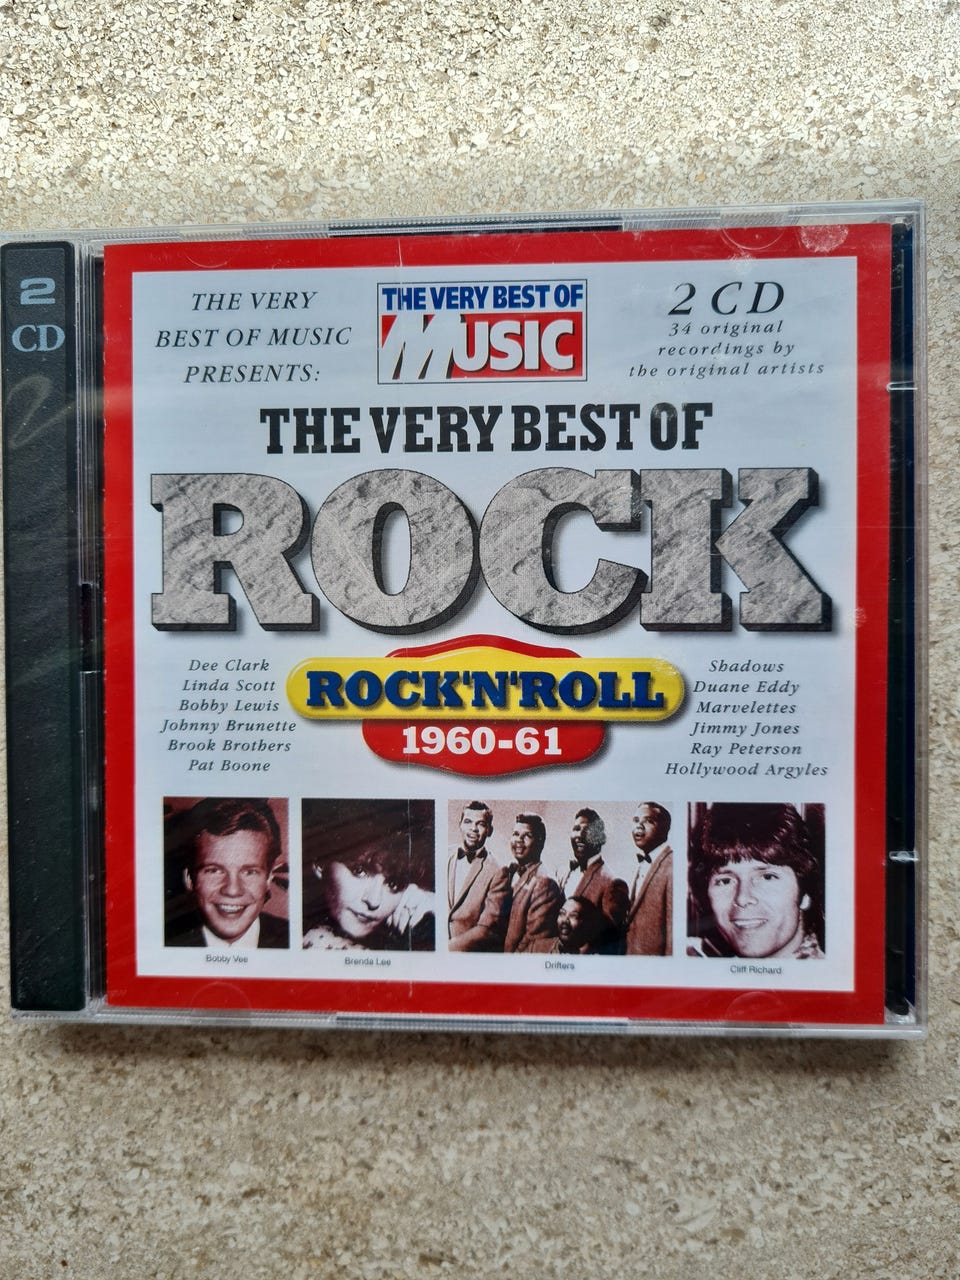 2
CD
THE VERY
BEST OF MUSIC
PRESENTS:
THE VERY BEST OF
MUSIC
2 CD
34 original
recordings by
the original artists
THE VERY BEST OF
ROCK
ROCK'N'ROLL
1960-61
Dee Clark
Linda Scott
Bobby Lewis
Johnny Brunette
Brook Brothers
Pat Boone
Shadows
Duane Eddy
Marvelettes
Jimmy Jones
Ray Peterson
Hollywood Argyles
Bobby Vee
Brenda Lee
Drifters
Cliff Richard